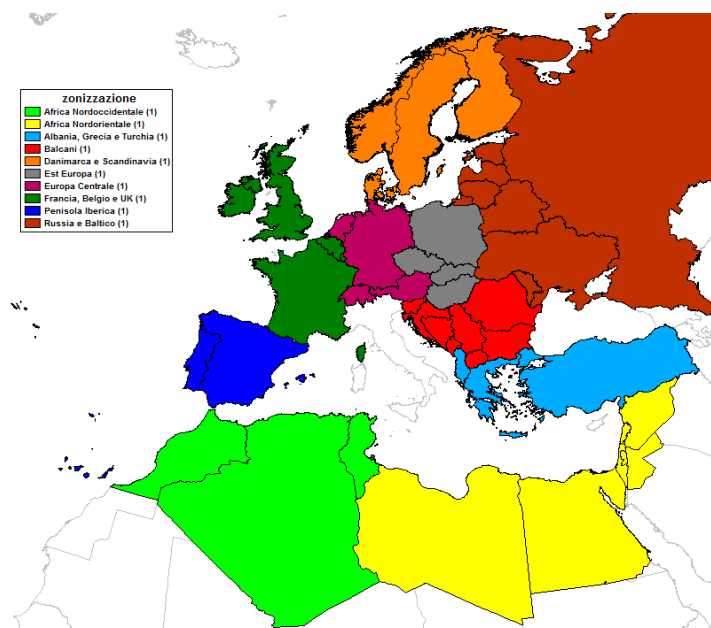 zonizzazione
Africa Nordoccidentale (1)
Africa Nordorientale (1)
Albania, Grecia e Turchia (1)
Balcani (1)
Danimarca e Scandinavia (1)
Est Europa (1)
Europa Centrale (1)
Francia, Belgio e UK (1)
Penisola Iberica (1)
Russia e Baltico (1)